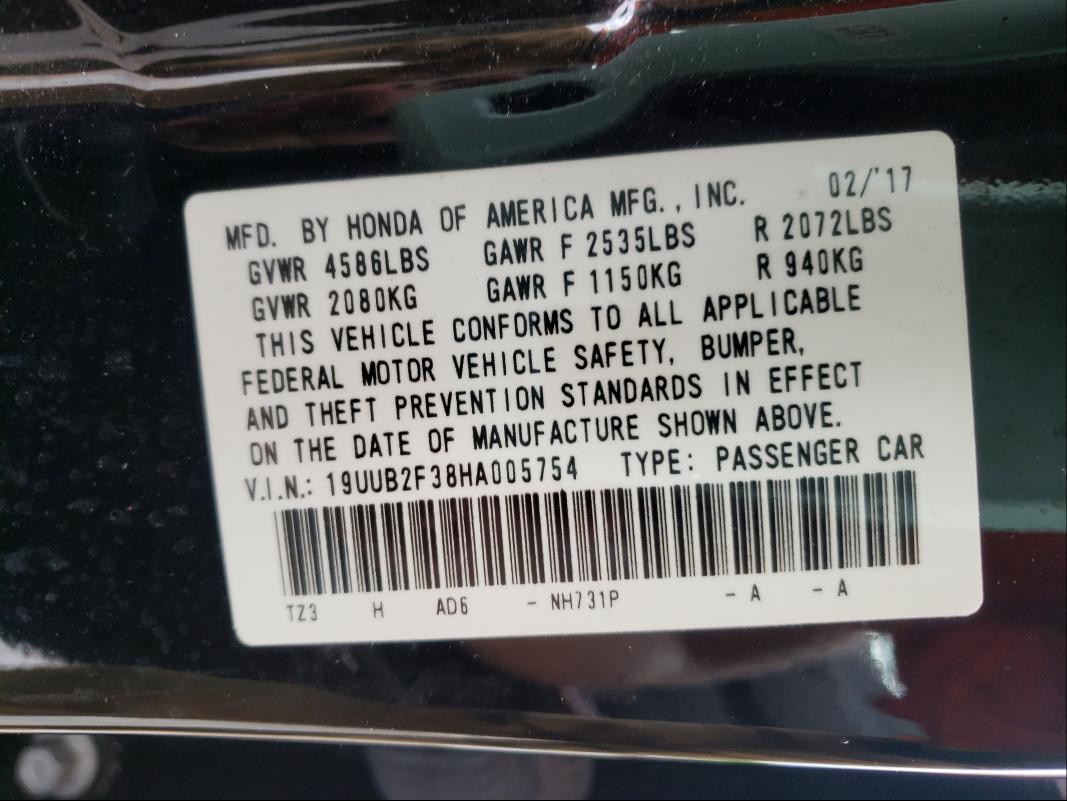 MFD. BY HONDA OF AMERICA MFG., INC. 02/'17
GVWR 4586LBS GAWR F 2535LBS R 2072LBS
GVWR 2080KG GAWR F 1150KG R 940KG
THIS VEHICLE CONFORMS TO ALL APPLICABLE
FEDERAL MOTOR VEHICLE SAFETY, BUMPER,
AND THEFT PREVENTION STANDARDS IN EFFECT
ON THE DATE OF MANUFACTURE SHOWN ABOVE.
V.I.N.: 19UUB2F38HA005754 TYPE: PASSENGER CAR
TZ3 H AD6 - NH731P - A - A